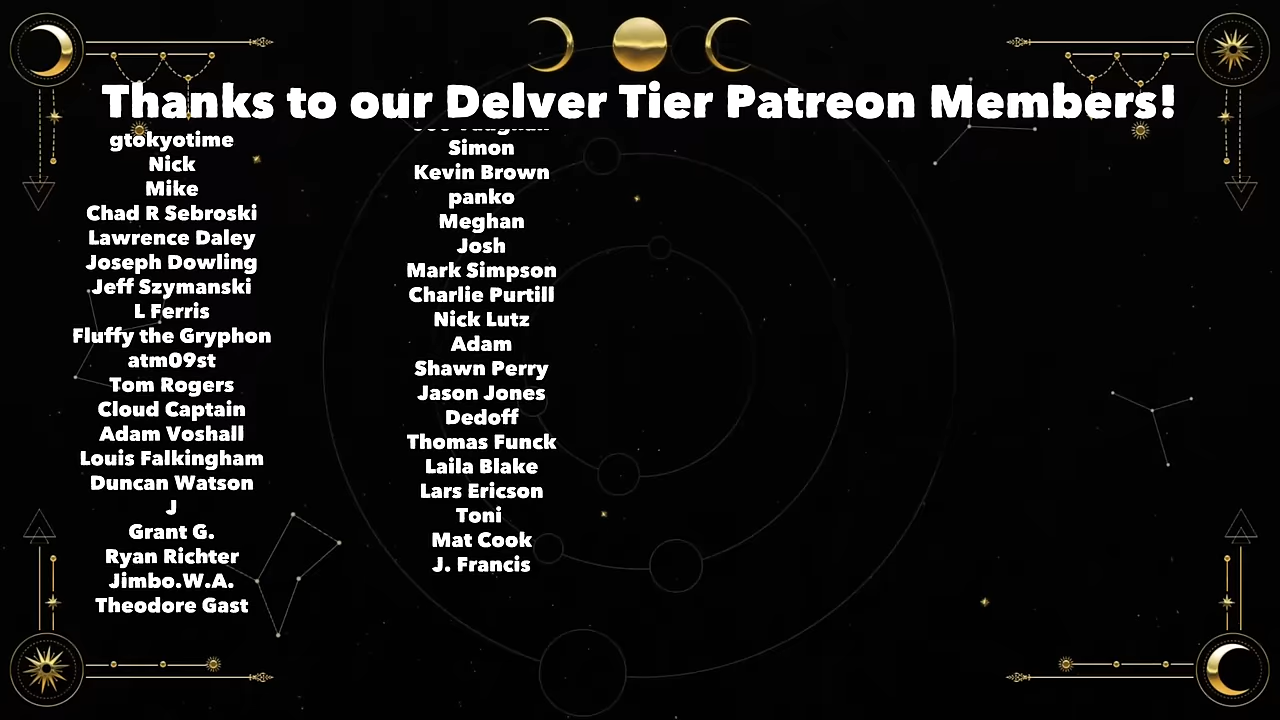 Thanks to our Delver Tier Patreon Members!
gtokyotime
Nick
Mike
Chad R Sebroski
Lawrence Daley
Joseph Dowling
Jeff Szymanski
L Ferris
Fluffy the Gryphon
atm09st
Tom Rogers
Cloud Captain
Adam Voshall
Louis Falkingham
Duncan Watson
J
Grant G.
Ryan Richter
Jimbo.W.A.
Theodore Gast
Simon
Kevin Brown
panko
Meghan
Josh
Mark Simpson
Charlie Purtill
Nick Lutz
Adam
Shawn Perry
Jason Jones
Dedoff
Thomas Funck
Laila Blake
Lars Ericson
Toni
Mat Cook
J. Francis